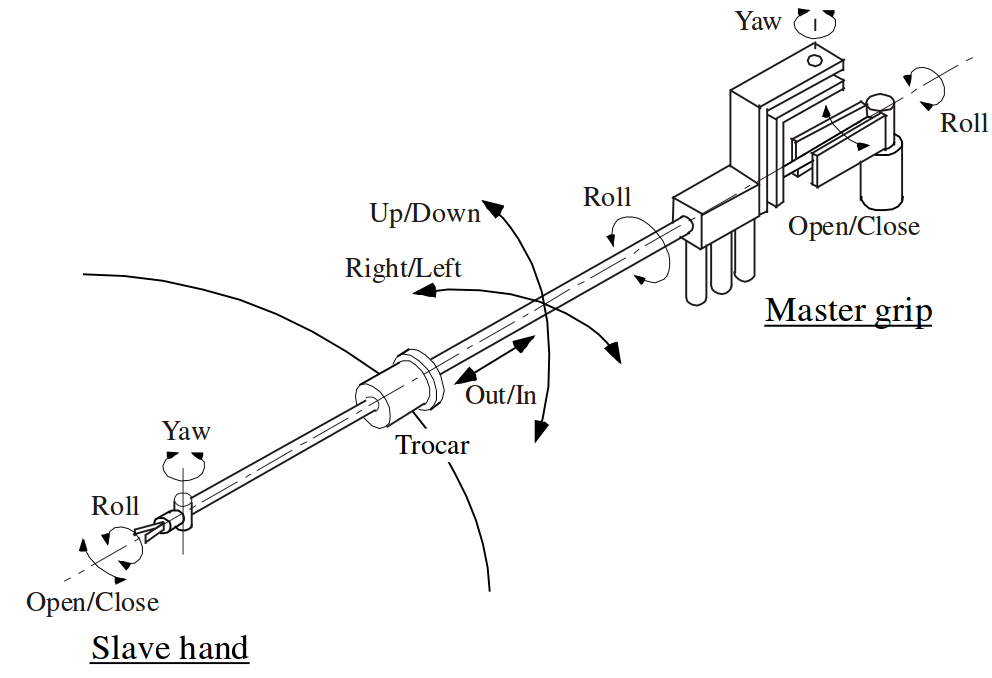 Yaw
Roll
Roll
Up/Down
Open/Close
Right/Left
Master grip
Out/In
Yaw
Trocar
Roll
Open/Close
Slave hand